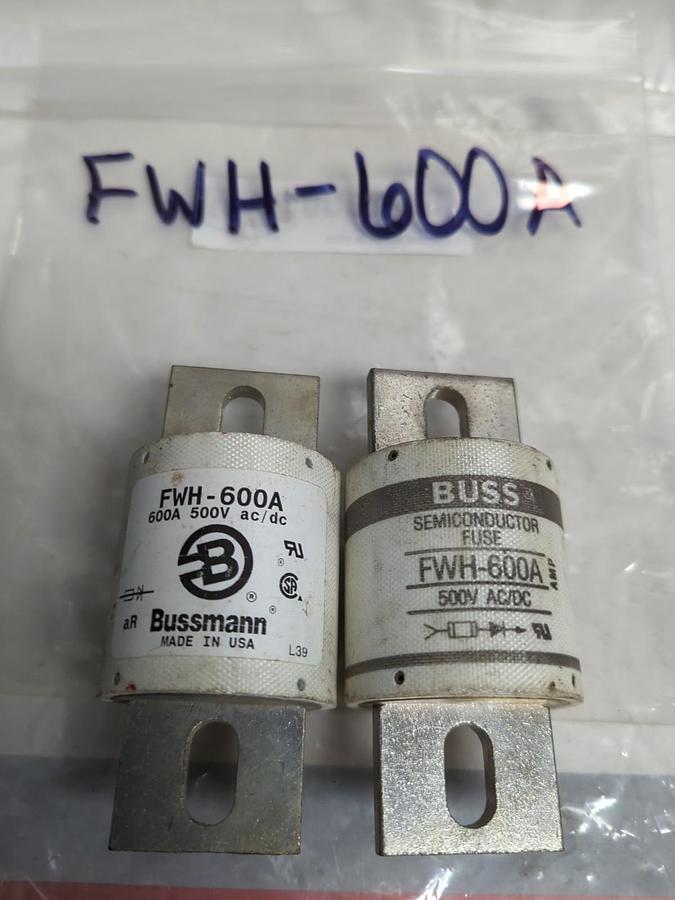 FWH-600A
FWH-600A
600A 500V ac/dc
B
®
aR
Bussmann
MADE IN USA
L39
BUSS
SEMICONDUCTOR
FUSE
FWH-600A
AMP
500V AC/DC